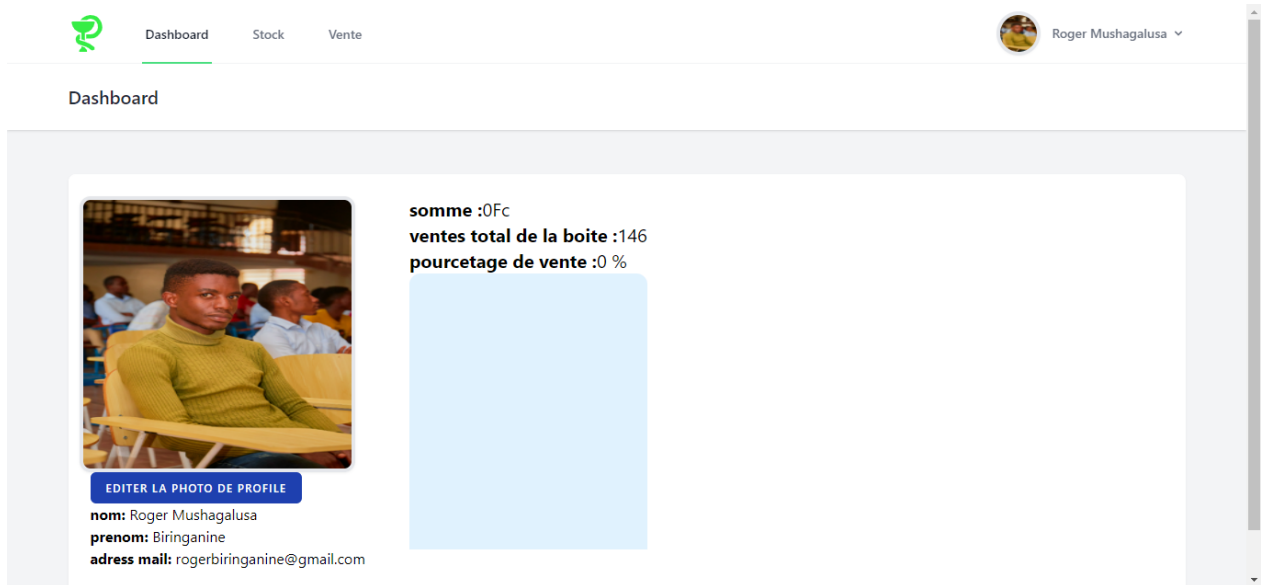 Dashboard Stock Vente Roger Mushagalusa
Dashboard
somme :0Fc
ventes total de la boite :146
pourcetage de vente :0 %
EDITER LA PHOTO DE PROFILE
nom: Roger Mushagalusa
prenom: Biringanine
adress mail: rogerbiringanine@gmail.com